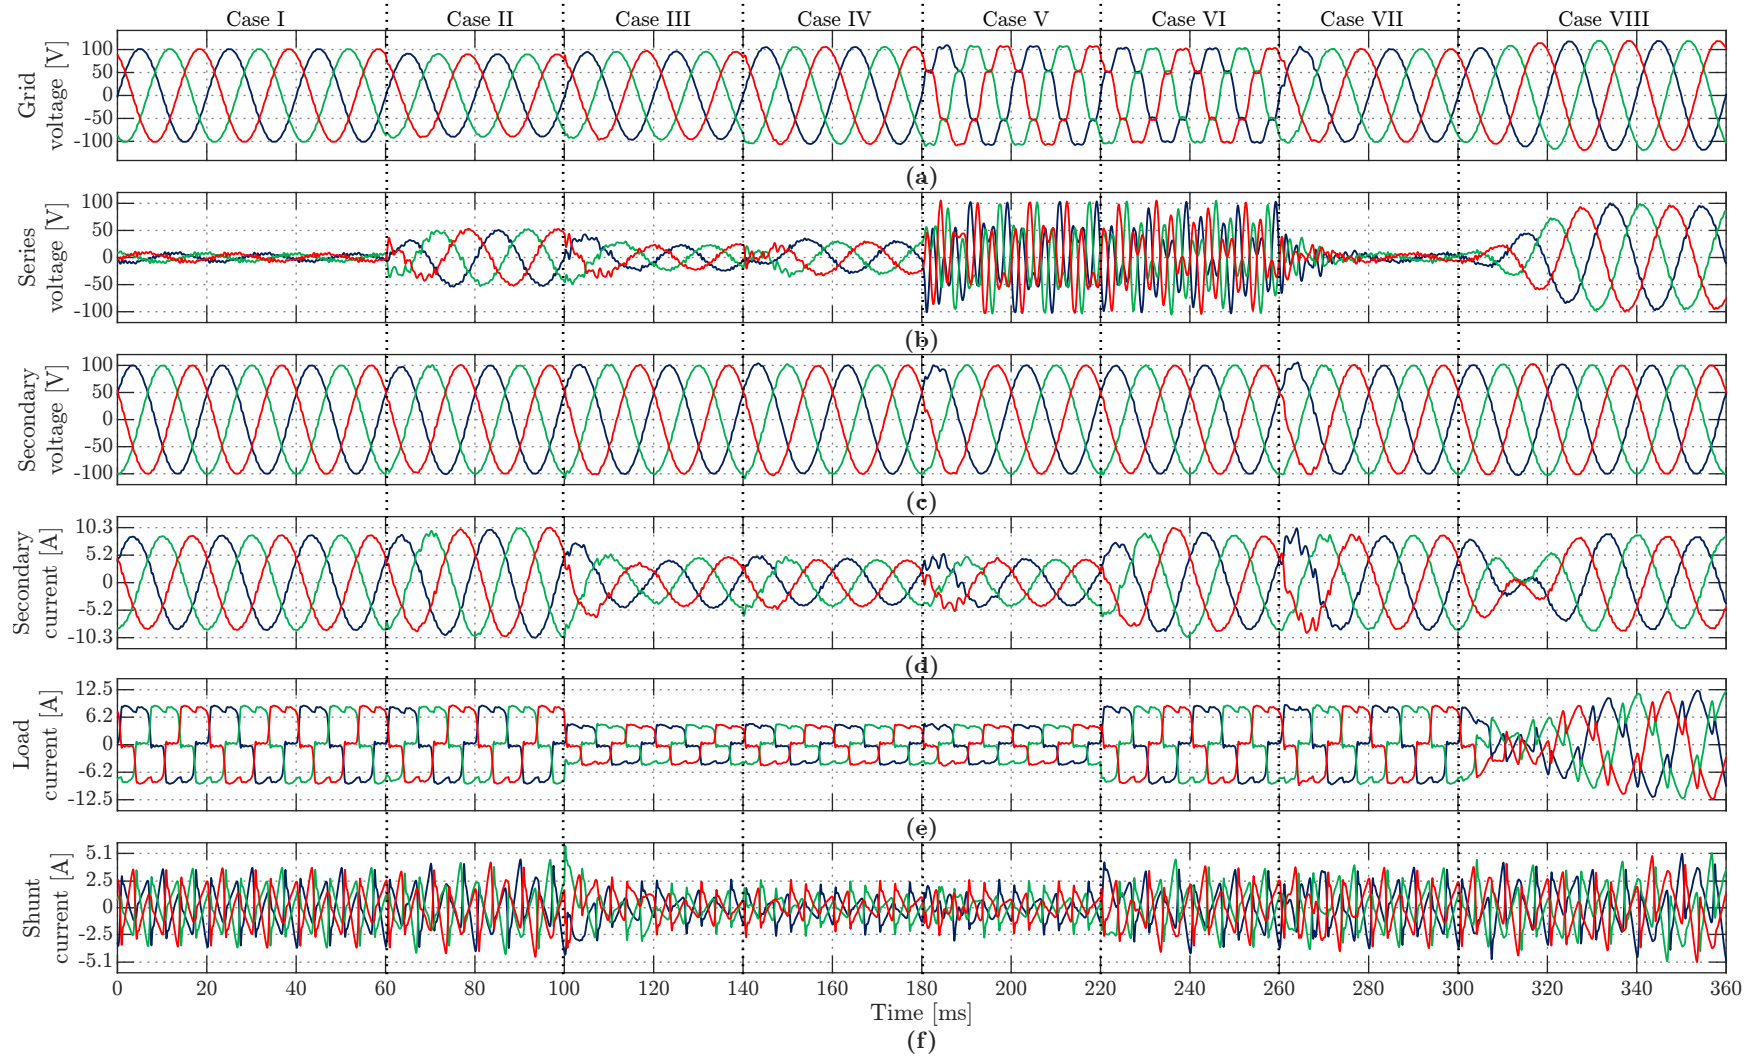 Case I Case II Case III Case IV Case V Case VI Case VII Case VIII
Grid
voltage [V]
100
50
0
-50
-100
(a)
Series
voltage [V]
100
50
0
-50
-100
(b)
Secondary
voltage [V]
100
50
0
-50
-100
(c)
Secondary
current [A]
10.3
5.2
0
-5.2
-10.3
(d)
Load
current [A]
12.5
6.2
0
-6.2
-12.5
(e)
Shunt
current [A]
5.1
2.5
0
-2.5
-5.1
0 20 40 60 80 100 120 140 160 180 200 220 240 260 280 300 320 340 360
Time [ms]
(f)